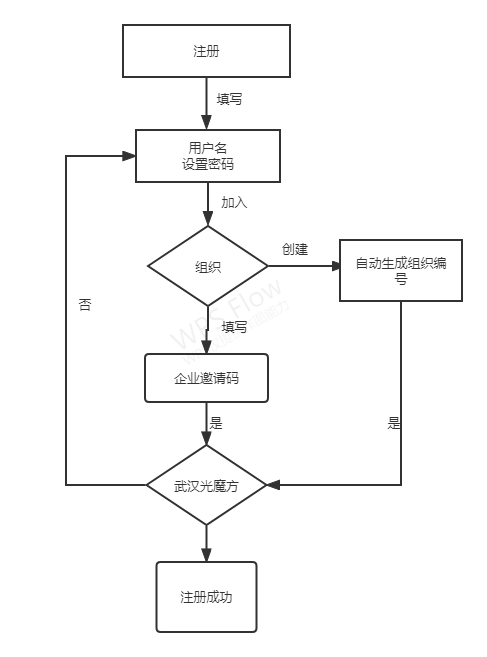 注册
填写
用户名
设置密码
加入
组织
创建
自动生成组织编
号
否
填写
企业邀请码
是
是
武汉光魔方
注册成功
WPS Flow